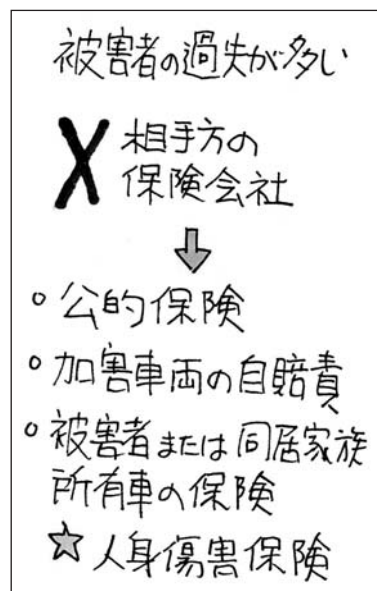 被害者の過失が多い
X 相手方の
保険会社
↓
○ 公的保険
○ 加害車両の自賠責
○ 被害者または同居家族
所有車の保険
☆ 人身傷害保険